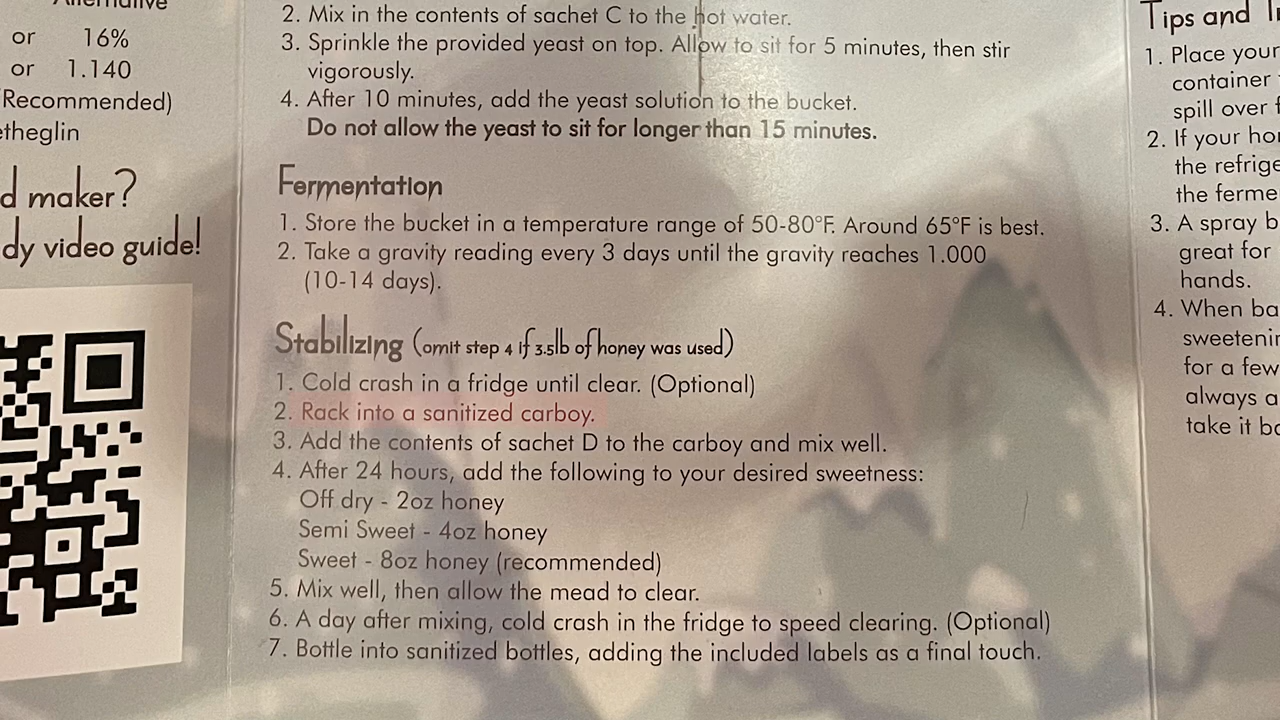 or 16%
or 1.140
(Recommended)
d maker?
dy video guide!
2. Mix in the contents of sachet C to the hot water.
3. Sprinkle the provided yeast on top. Allow to sit for 5 minutes, then stir
vigorously.
4. After 10 minutes, add the yeast solution to the bucket.
Do not allow the yeast to sit for longer than 15 minutes.
Fermentation
1. Store the bucket in a temperature range of 50-80°F. Around 65°F is best.
2. Take a gravity reading every 3 days until the gravity reaches 1.000
(10-14 days).
Stabilizing (omit step 4 if 3.5lb of honey was used)
1. Cold crash in a fridge until clear. (Optional)
2. Rack into a sanitized carboy.
3. Add the contents of sachet D to the carboy and mix well.
4. After 24 hours, add the following to your desired sweetness:
Off dry - 2oz honey
Semi Sweet - 4oz honey
Sweet - 8oz honey (recommended)
5. Mix well, then allow the mead to clear.
6. A day after mixing, cold crash in the fridge to speed clearing. (Optional)
7. Bottle into sanitized bottles, adding the included labels as a final touch.
Tips and
1. Place your
container
spill over
2. If your
the
the
3. A spray
great for
hands.
4. When
for a few
always
take it